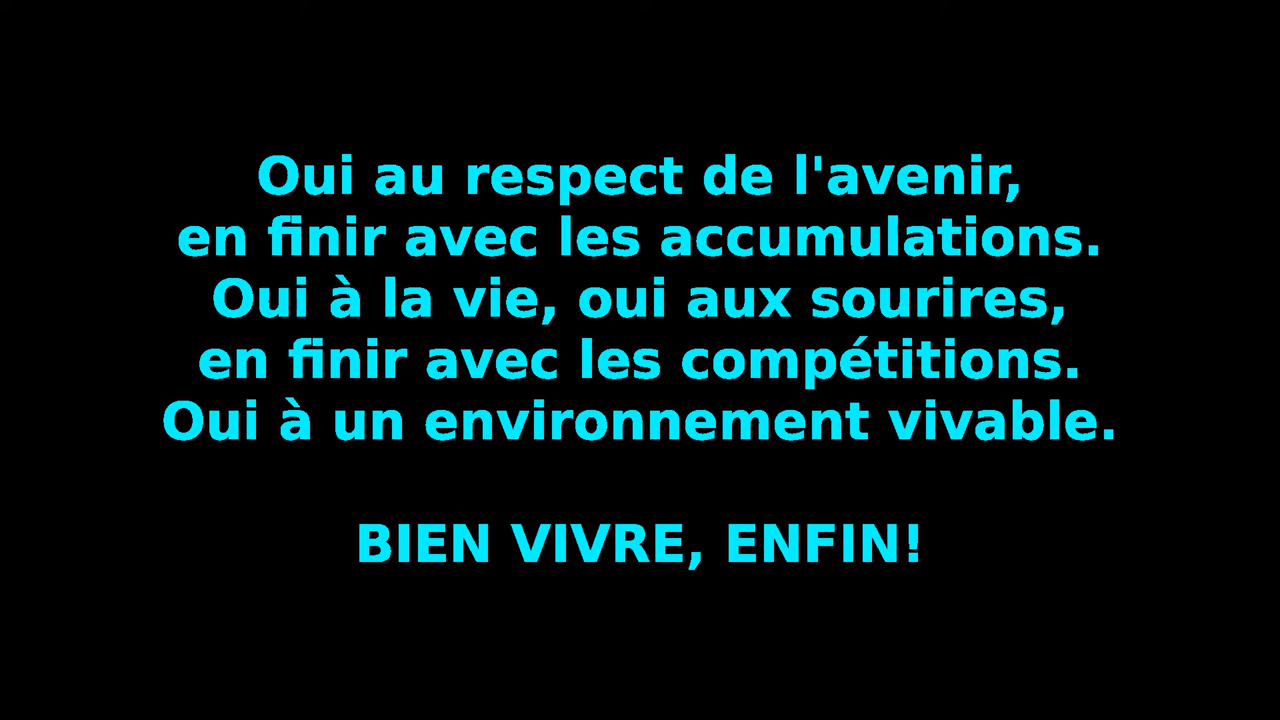 Oui au respect de l'avenir,
en finir avec les accumulations.
Oui à la vie, oui aux sourires,
en finir avec les compétitions.
Oui à un environnement vivable.
BIEN VIVRE, ENFIN!